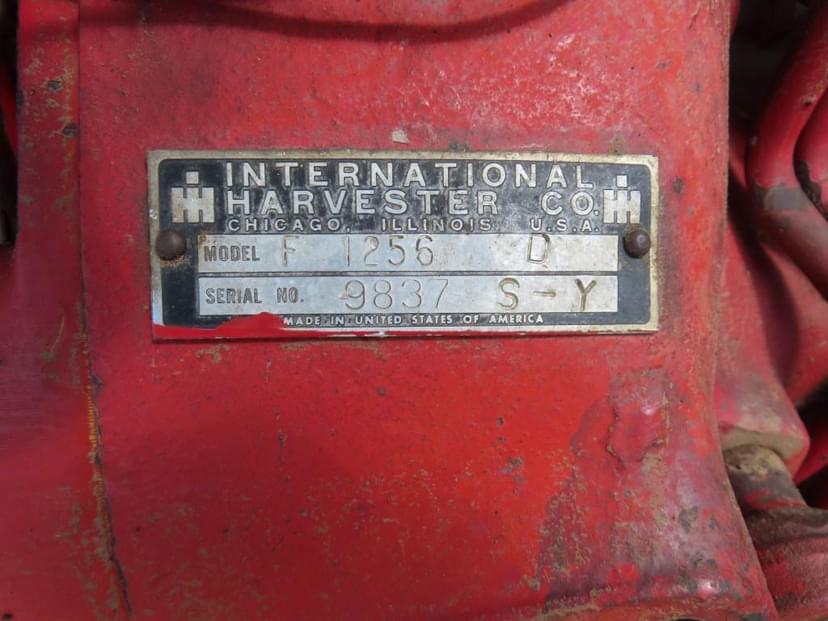 INTERNATIONAL
HARVESTER CO.
CHICAGO, ILLINOIS U.S.A.
MODEL F 1256 D
SERIAL NO. 9837 S-Y
MADE IN UNITED STATES OF AMERICA